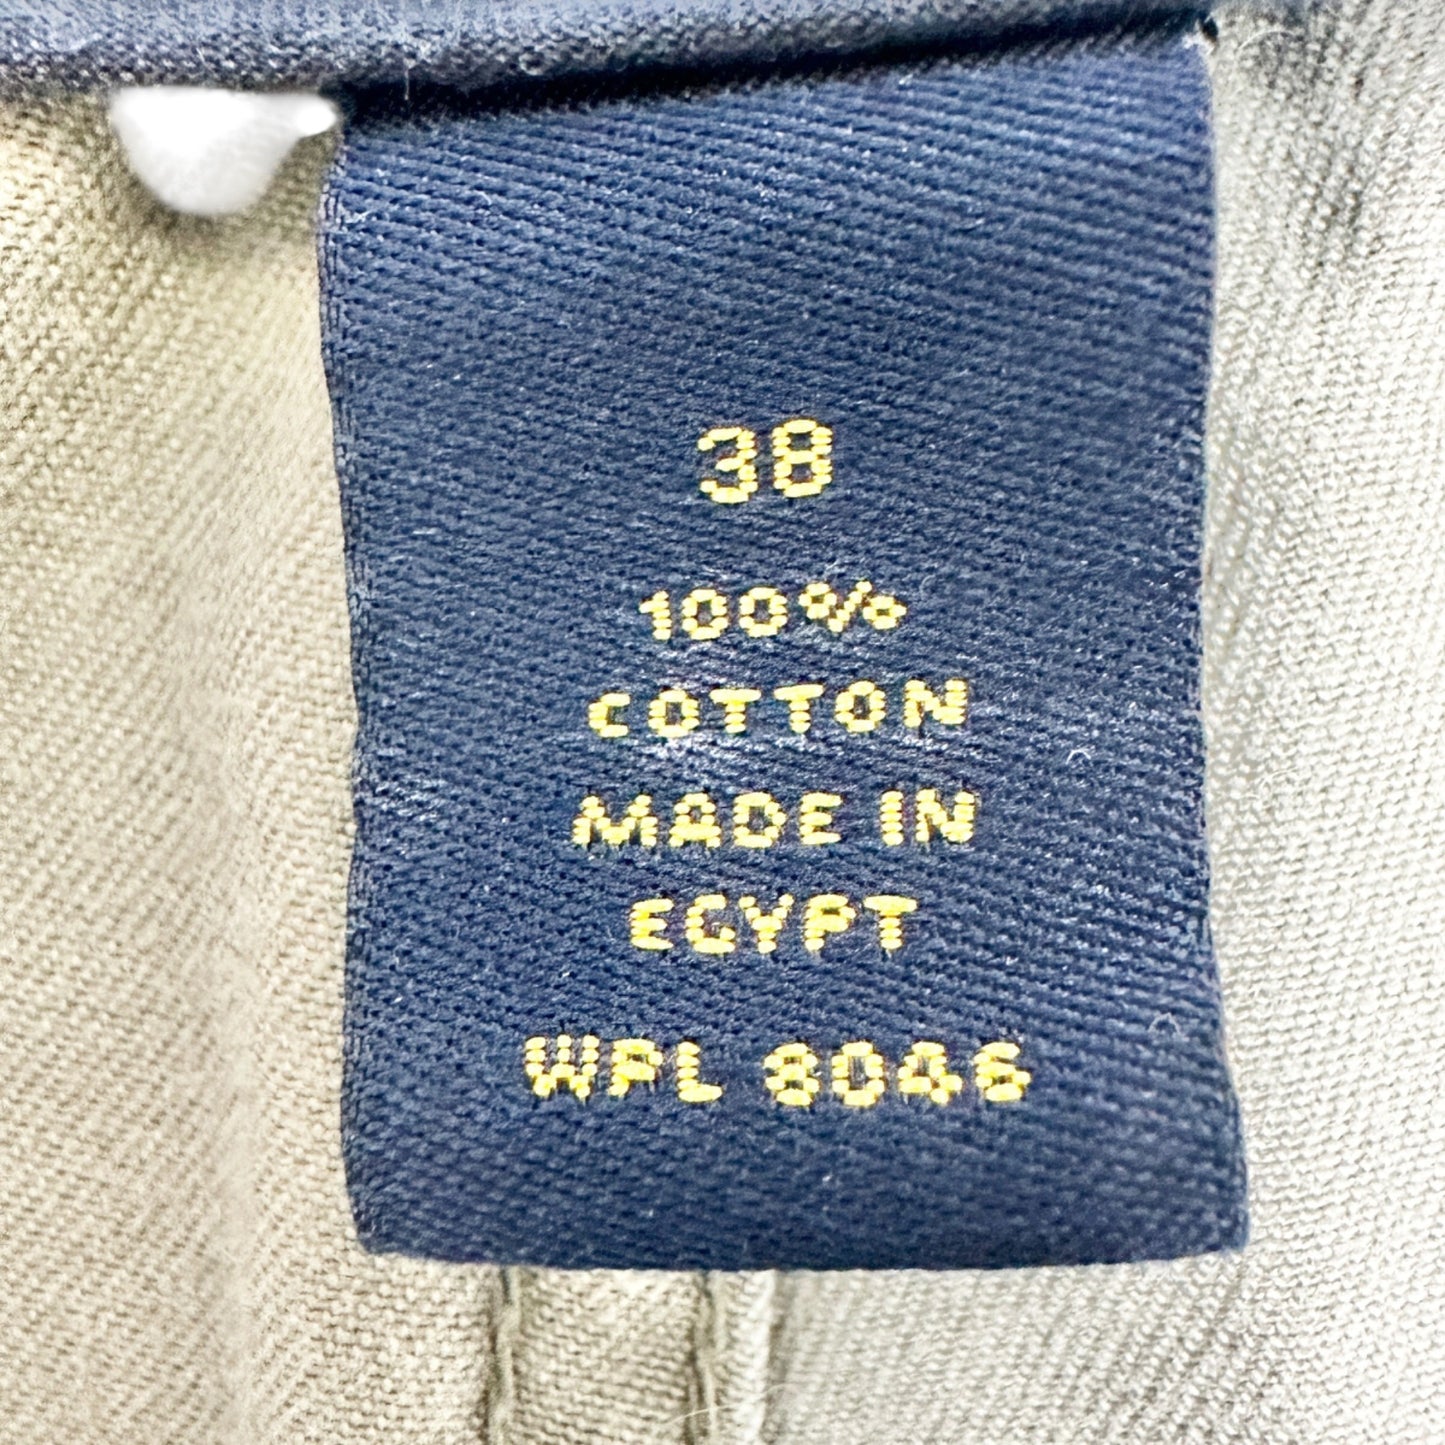 38
100%
COTTON
MADE IN
EGYPT
WPL 8046